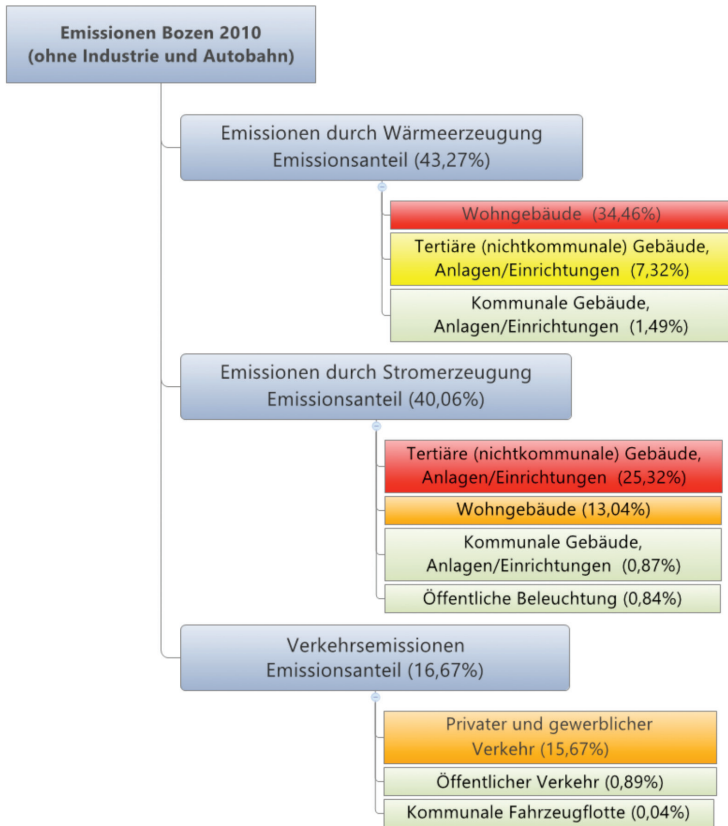 Emissionen Bozen 2010
(ohne Industrie und Autobahn)
Emissionen durch Wärmeerzeugung
Emissionsanteil (43,27%)
Wohngebäude (34,46%)
Tertiäre (nichtkommunale) Gebäude,
Anlagen/Einrichtungen (7,32%)
Kommunale Gebäude,
Anlagen/Einrichtungen (1,49%)
Emissionen durch Stromerzeugung
Emissionsanteil (40,06%)
Tertiäre (nichtkommunale) Gebäude,
Anlagen/Einrichtungen (25,32%)
Wohngebäude (13,04%)
Kommunale Gebäude,
Anlagen/Einrichtungen (0,87%)
Öffentliche Beleuchtung (0,84%)
Verkehrsemissionen
Emissionsanteil (16,67%)
Privater und gewerblicher
Verkehr (15,67%)
Öffentlicher Verkehr (0,89%)
Kommunale Fahrzeugflotte (0,04%)